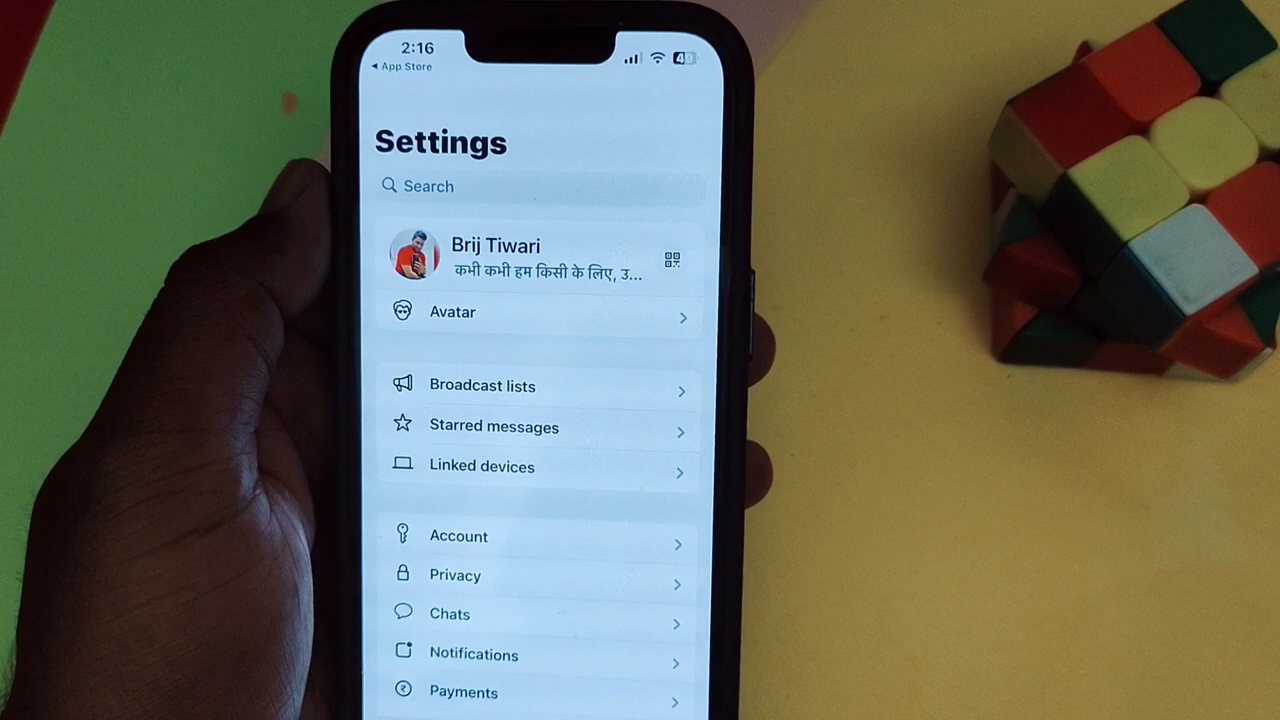 2:16
◂ App Store
Settings
Search
Brij Tiwari
कभी कभी हम किसी के लिए, उ...
Avatar
Broadcast lists
Starred messages
Linked devices
Account
Privacy
Chats
Notifications
Payments